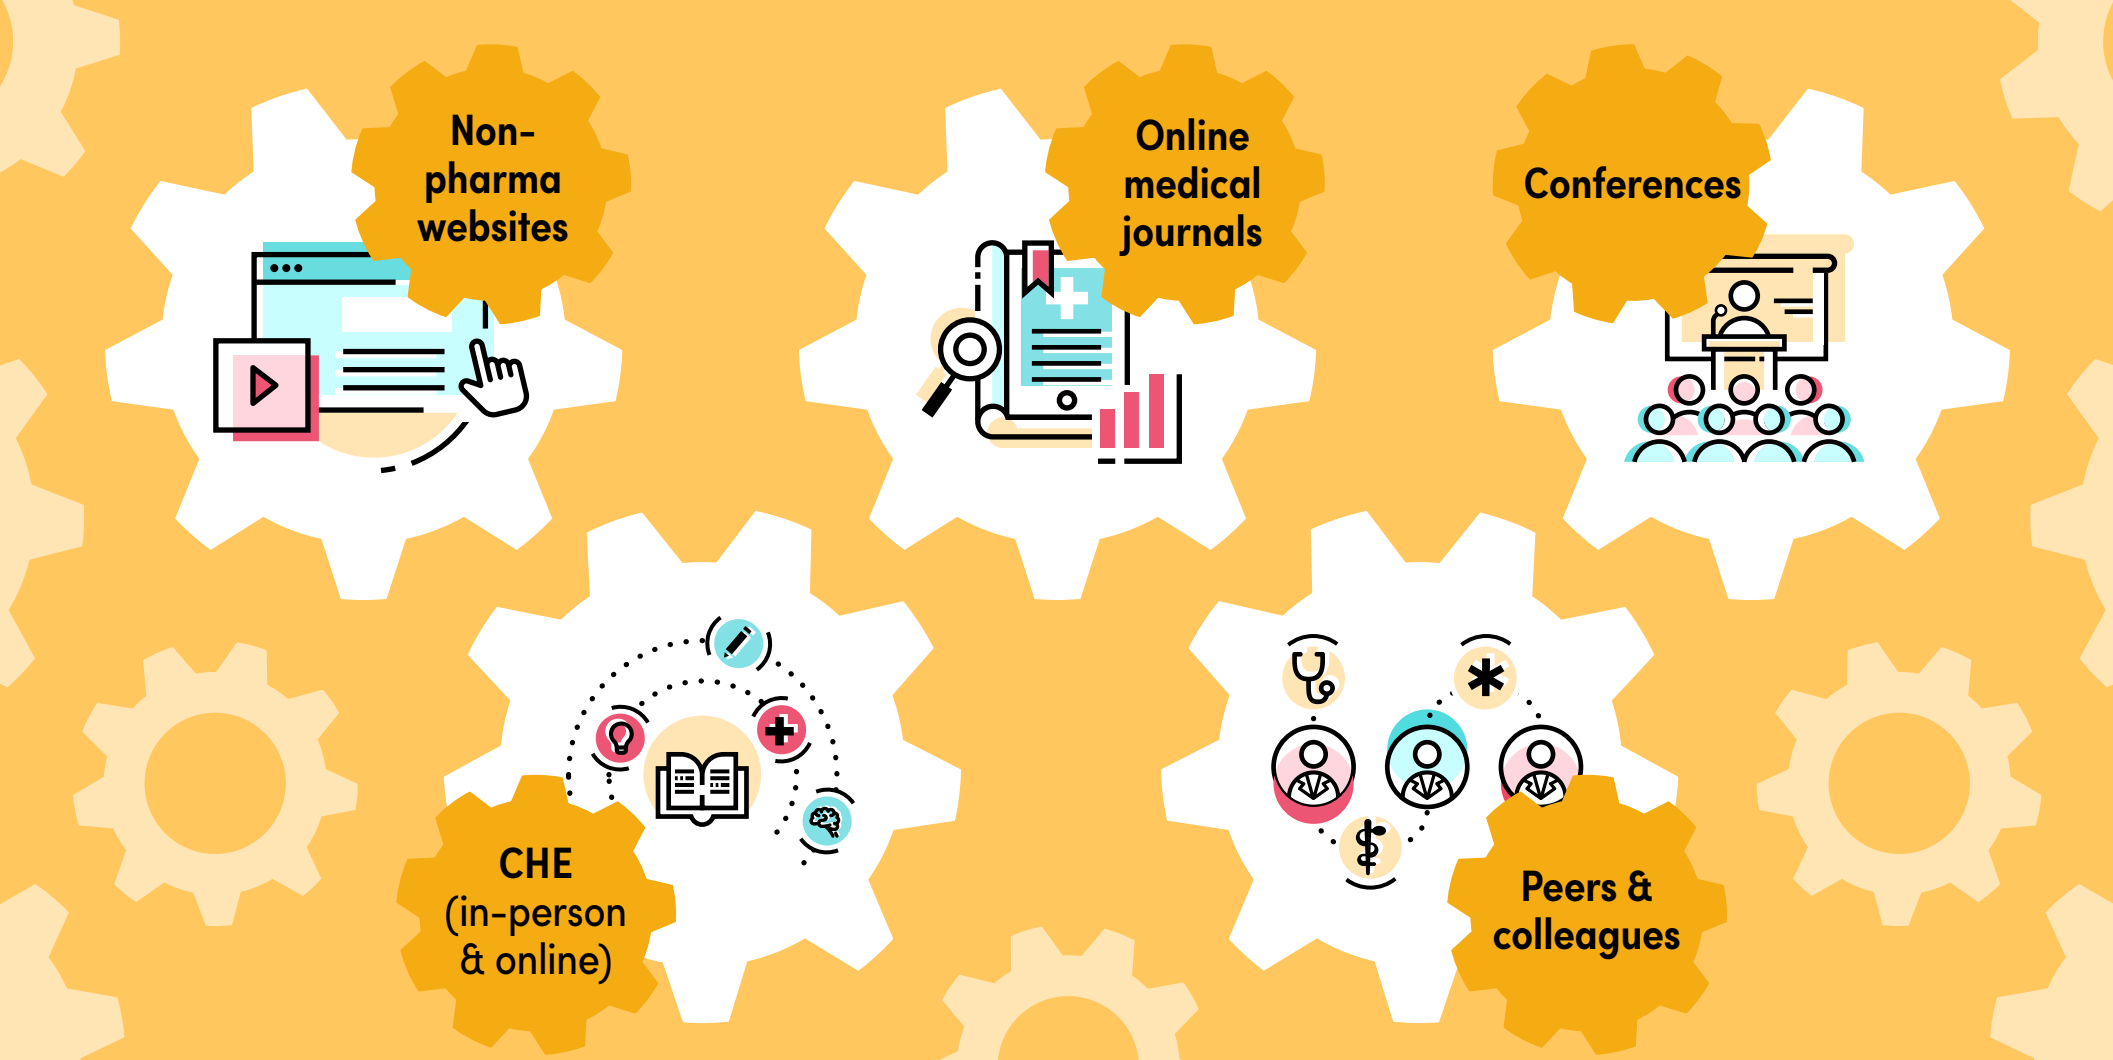 Non-
pharma
websites
Online
medical
journals
Conferences
CHE
(in-person
& online)
Peers &
colleagues